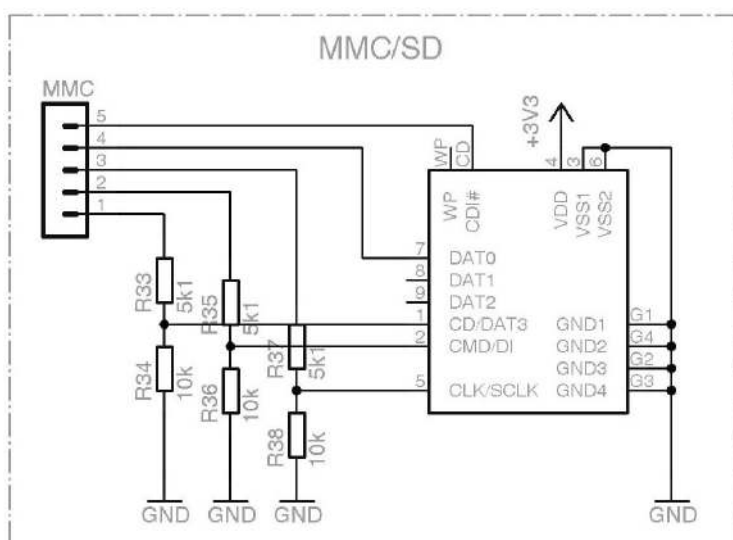 MMC/SD
MMC
5
4
3
2
1
+3V3
WP
CD
4
3
6
WP
CDI#
VDD
VSS1
VSS2
7
DAT0
8
DAT1
9
DAT2
1
CD/DAT3
GND1
G1
2
CMD/DI
GND2
G4
GND3
G2
5
CLK/SCLK
GND4
G3
R33
5k1
R35
5k1
R37
5k1
R34
10k
R36
10k
R38
10k
GND
GND
GND
GND